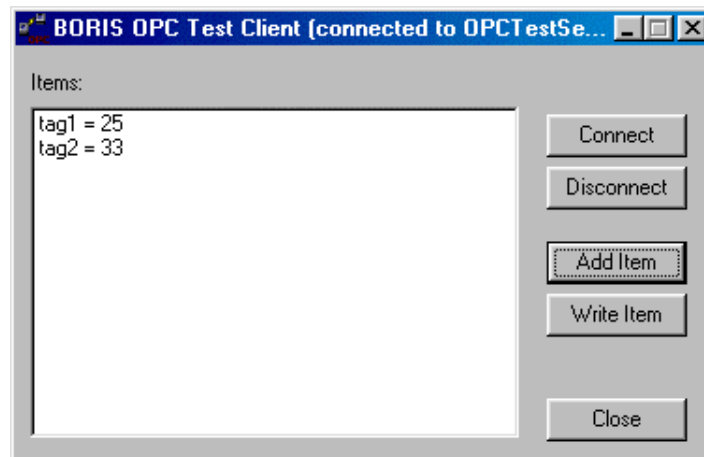 BORIS OPC Test Client (connected to OPCTestSe...
Items:
tag1 = 25
tag2 = 33
Connect
Disconnect
Add Item
Write Item
Close